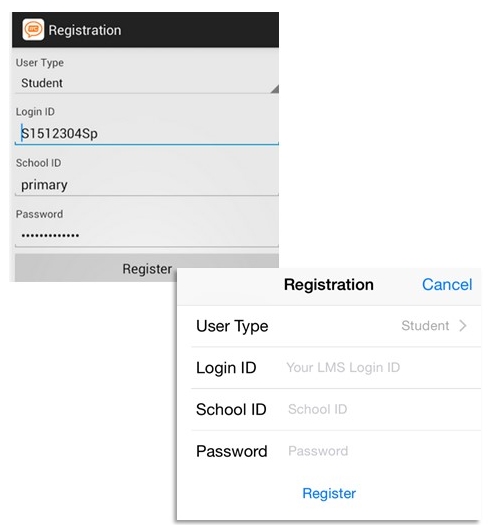 Registration
User Type
Student
Login ID
S1512304Sp
School ID
primary
Password
•••••••••••••
Register
Registration Cancel
User Type Student
Login ID Your LMS Login ID
School ID School ID
Password Password
Register